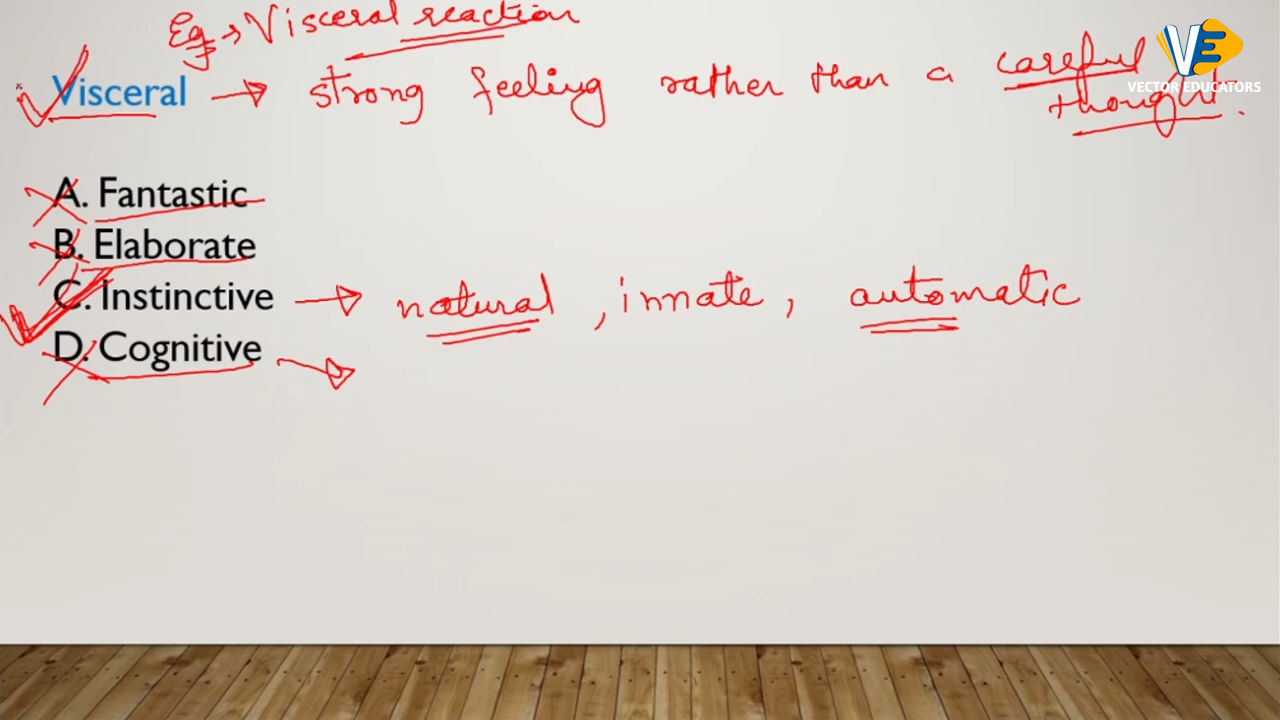 Eg → Visceral reaction
VE
VECTOR EDUCATORS
Visceral → strong feeling rather than a careful
thought.
A. Fantastic
B. Elaborate
C. Instinctive → natural, innate, automatic
D. Cognitive →